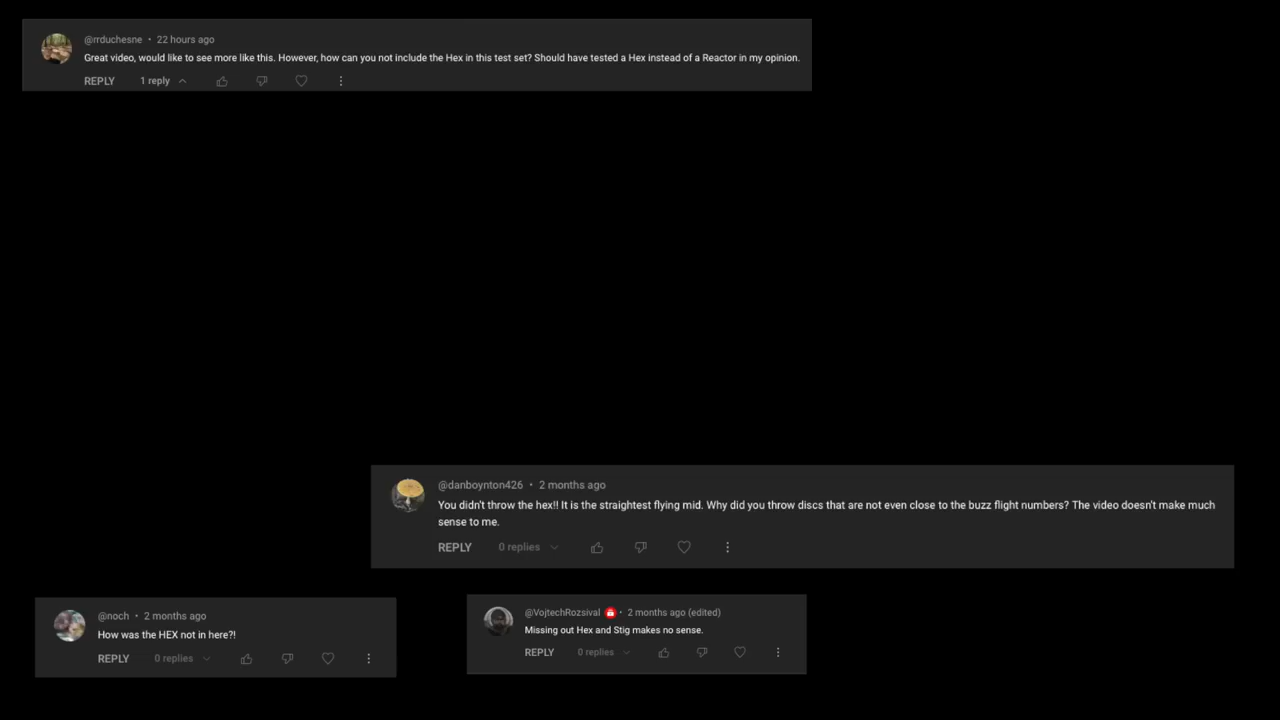 @rrduchesne • 22 hours ago
Great video, would like to see more like this. However, how can you not include the Hex in this test set? Should have tested a Hex instead of a Reactor in my opinion.
REPLY 1 reply
@danboynton426 • 2 months ago
You didn't throw the hex!! It is the straightest flying mid. Why did you throw discs that are not even close to the buzz flight numbers? The video doesn't make much
sense to me.
REPLY 0 replies
@noch • 2 months ago
How was the HEX not in here?!
REPLY 0 replies
@VojtechRozsival • 2 months ago (edited)
Missing out Hex and Stig makes no sense.
REPLY 0 replies